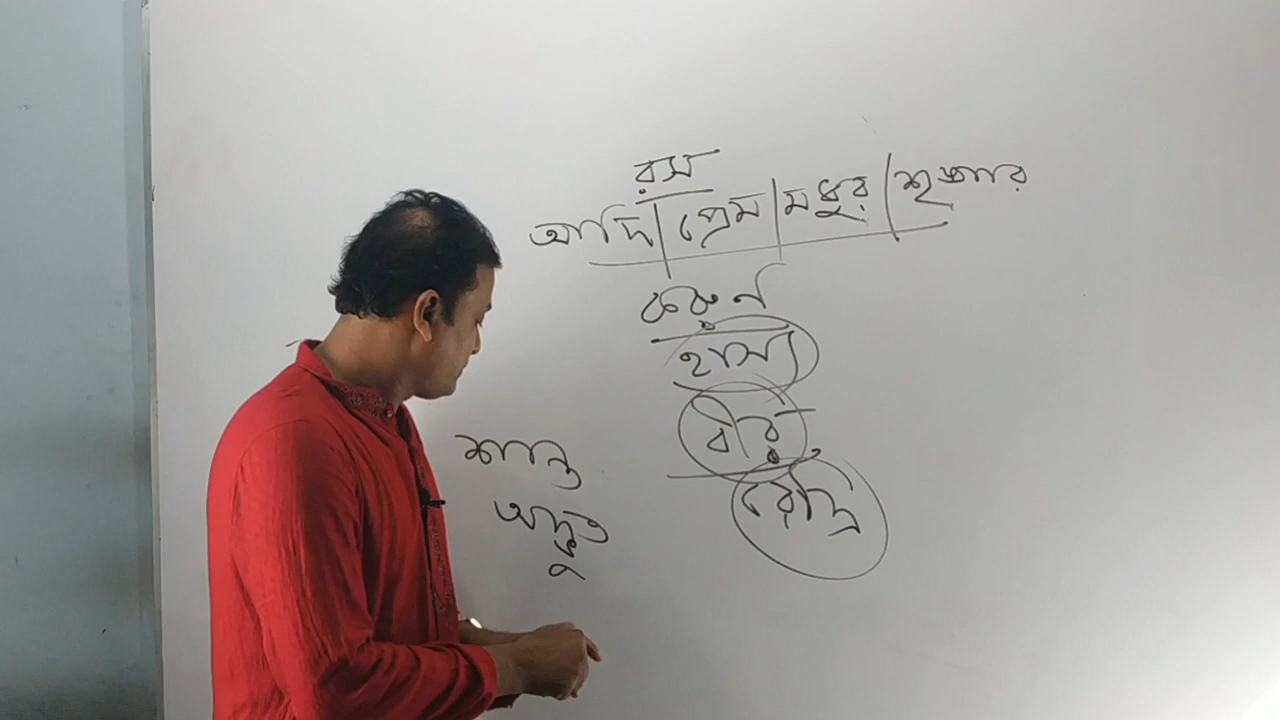 রস
আদি | প্রেম | মধুর | শৃঙ্গার
করুণ
হাস্য
বীর
রৌদ্র
শান্ত
অদ্ভুত